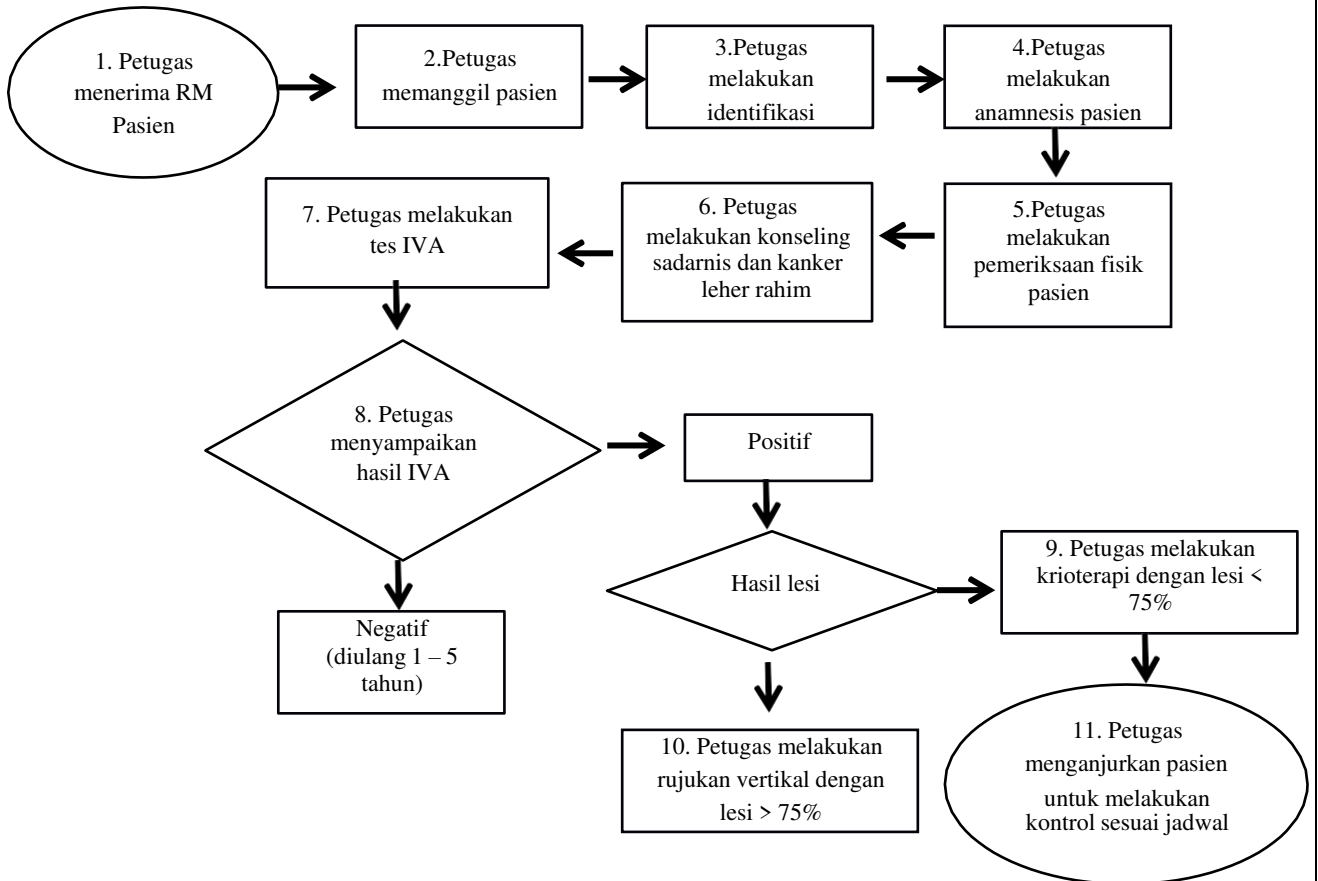 1. Petugas
menerima RM
Pasien
2.Petugas
memanggil pasien
3.Petugas
melakukan
identifikasi
4.Petugas
melakukan
anamnesis pasien
5.Petugas
melakukan
pemeriksaan fisik
pasien
6. Petugas
melakukan konseling
sadarnis dan kanker
leher rahim
7. Petugas melakukan
tes IVA
8. Petugas
menyampaikan
hasil IVA
Positif
Negatif
(diulang 1 – 5
tahun)
Hasil lesi
9. Petugas melakukan
krioterapi dengan lesi <
75%
10. Petugas melakukan
rujukan vertikal dengan
lesi > 75%
11. Petugas
menganjurkan pasien
untuk melakukan
kontrol sesuai jadwal